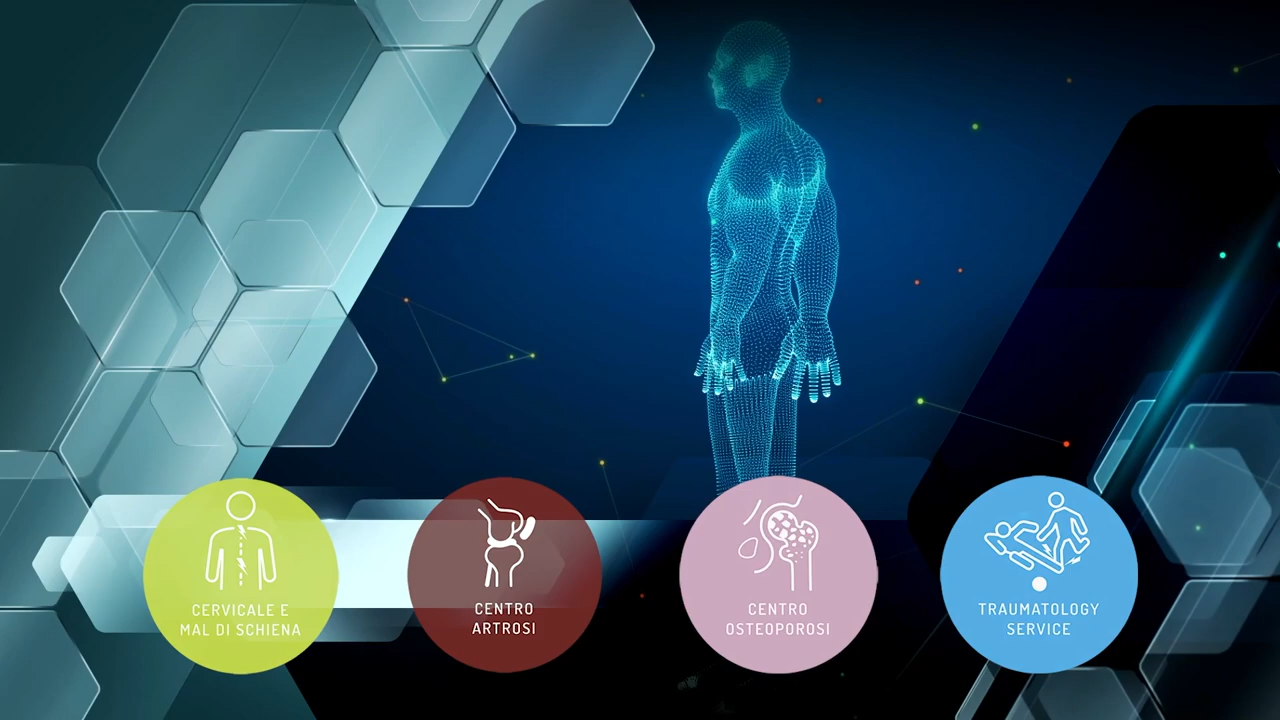 CERVICALE E
MAL DI SCHIENA
CENTRO
ARTROSI
CENTRO
OSTEOPOROSI
TRAUMATOLOGY
SERVICE